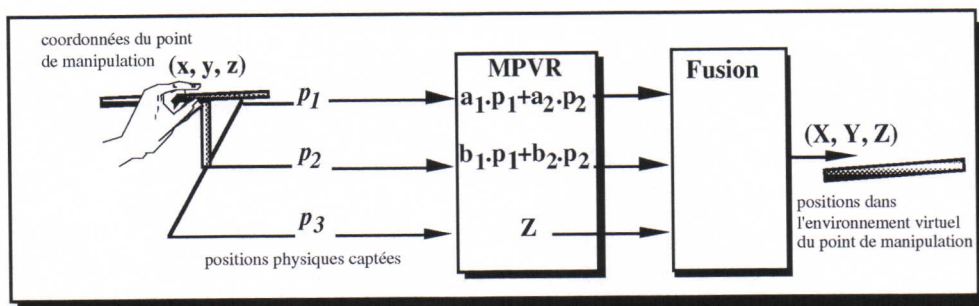 coordonnées du point
de manipulation
(x, y, z)
p1
p2
p3
positions physiques captées
MPVR
a1.p1+a2.p2
b1.p1+b2.p2
Z
Fusion
(X, Y, Z)
positions dans
l'environnement virtuel
du point de manipulation